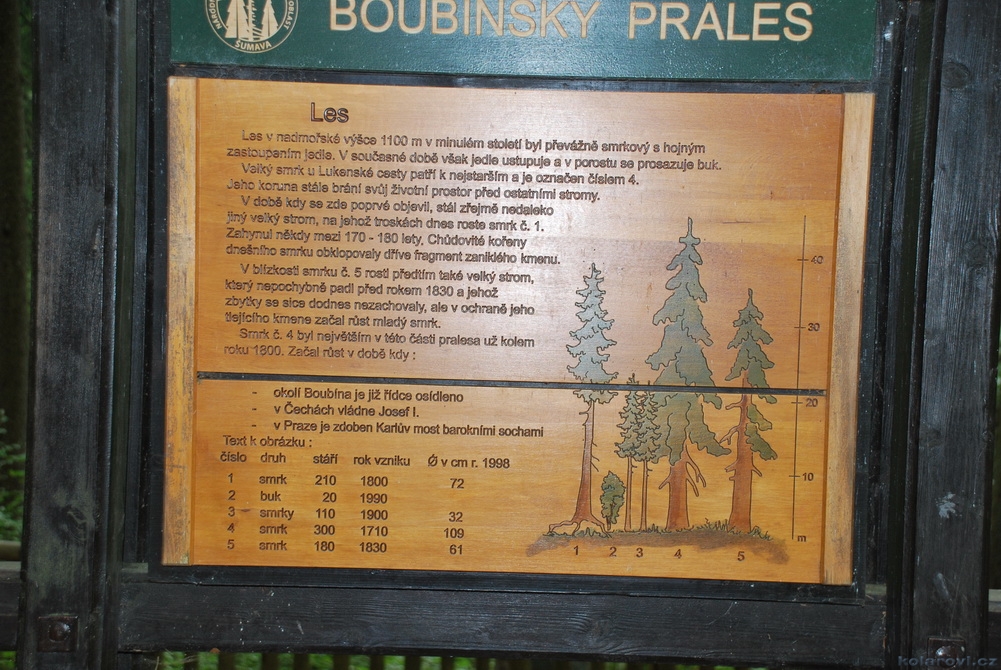 ŠUMAVA
BOUBÍNSKÝ PRALES
Les
Les v nadmořské výšce 1100 m v minulém století byl převážně smrkový s hojným
zastoupením jedle. V současné době však jedle ustupuje a v porostu se prosazuje buk.
Velký smrk u Lukenské cesty patří k nejstarším a je označen číslem 4.
Jeho koruna stále brání svůj životní prostor před ostatními stromy.
V době kdy se zde poprvé objevil, stál zřejmě nedaleko
jiný velký strom, na jehož troskách dnes roste smrk č. 1.
Zahynul někdy mezi 170 - 180 lety, Chůdovité kořeny
dnešního smrku obklopovaly dříve fragment zaniklého kmenu.
V blízkosti smrku č. 5 rostl předtím také velký strom,
který nepochybně padl před rokem 1830 a jehož
zbytky se sice dodnes nezachovaly, ale v ochraně jeho
tlejícího kmene začal růst mladý smrk.
Smrk č. 4 byl největším v této části pralesa už kolem
roku 1800. Začal růst v době kdy :
- okolí Boubína je již řídce osídleno
- v Čechách vládne Josef I.
- v Praze je zdoben Karlův most barokními sochami
Text k obrázku :
číslo druh stáří rok vzniku Ø v cm r. 1998
1 smrk 210 1800 72
2 buk 20 1990
3 smrky 110 1900 32
4 smrk 300 1710 109
5 smrk 180 1830 61
40
30
20
10
m
1 2 3 4 5
kolarovi.cz